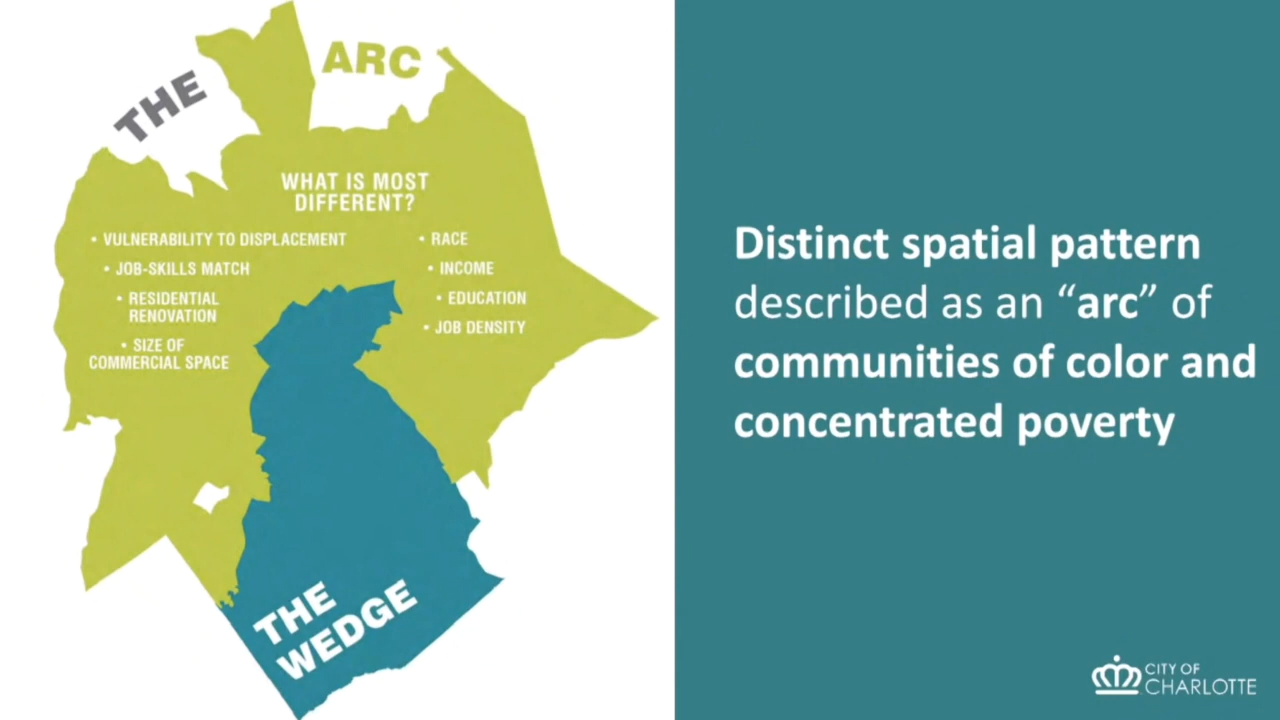 THE ARC
WHAT IS MOST
DIFFERENT?
• VULNERABILITY TO DISPLACEMENT
• JOB-SKILLS MATCH
• RESIDENTIAL
RENOVATION
• SIZE OF
COMMERCIAL SPACE
• RACE
• INCOME
• EDUCATION
• JOB DENSITY
THE
WEDGE
Distinct spatial pattern
described as an “arc” of
communities of color and
concentrated poverty
CITY OF
CHARLOTTE